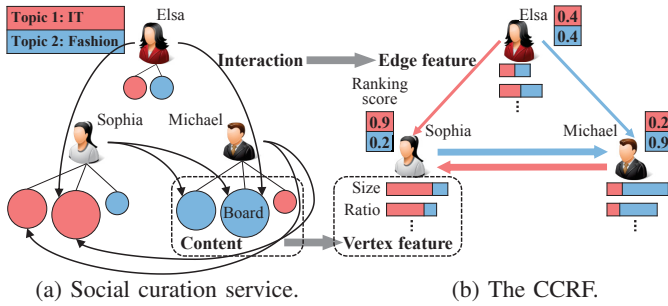 Topic 1: IT
Topic 2: Fashion
Elsa
Interaction
Sophia
Michael
Board
Content
(a) Social curation service.
Elsa
0.4
0.4
Edge feature
Ranking
score
0.9
0.2
Sophia
Michael
0.2
0.9
Size
Ratio
Vertex feature
(b) The CCRF.